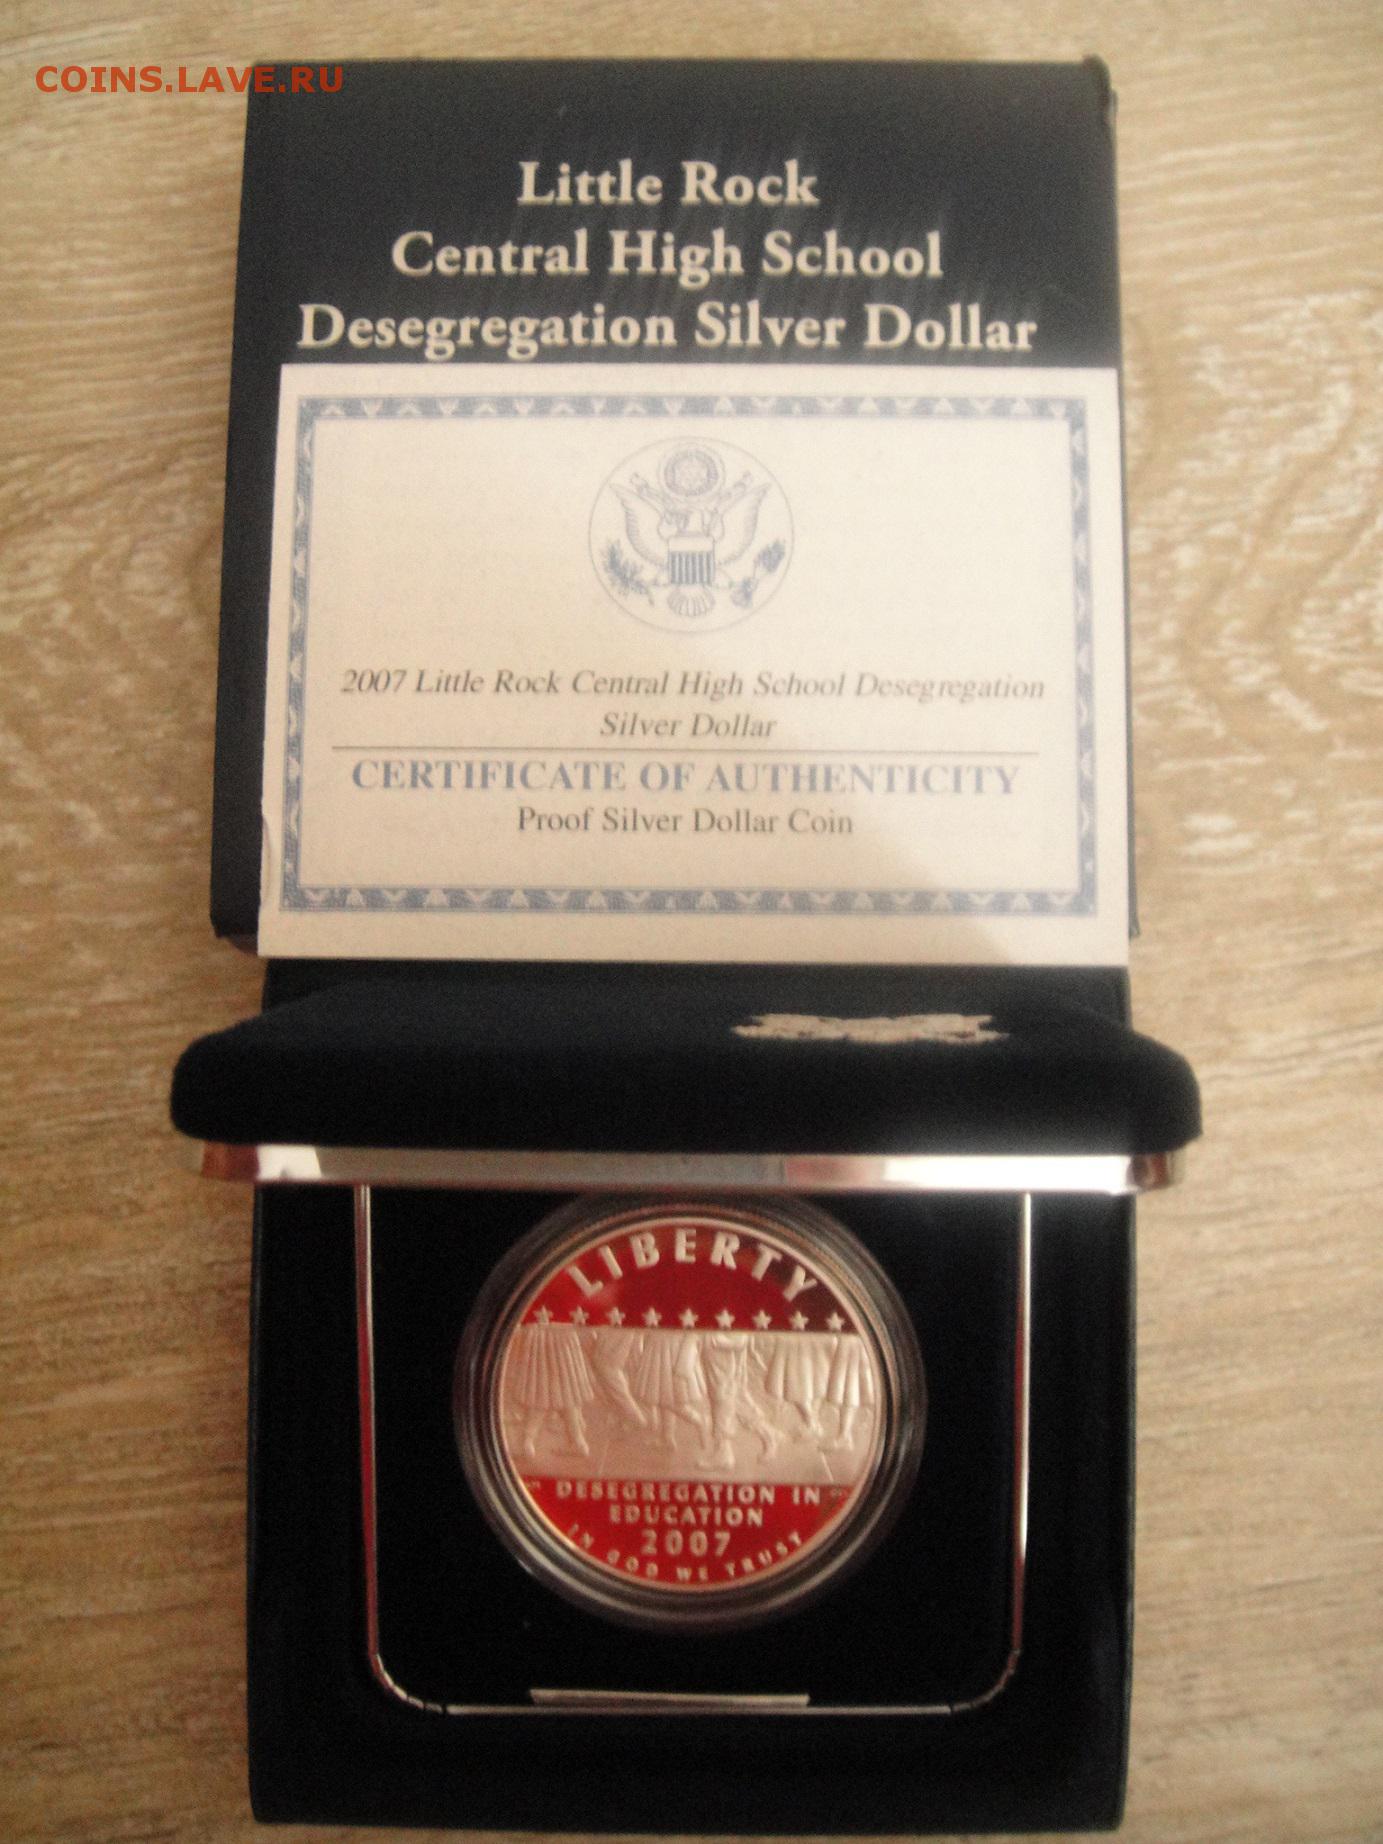 COINS.LAVE.RU
Little Rock
Central High School
Desegregation Silver Dollar
2007 Little Rock Central High School Desegregation
Silver Dollar
CERTIFICATE OF AUTHENTICITY
Proof Silver Dollar Coin
LIBERTY
DESEGREGATION IN
EDUCATION
2007
IN GOD WE TRUST